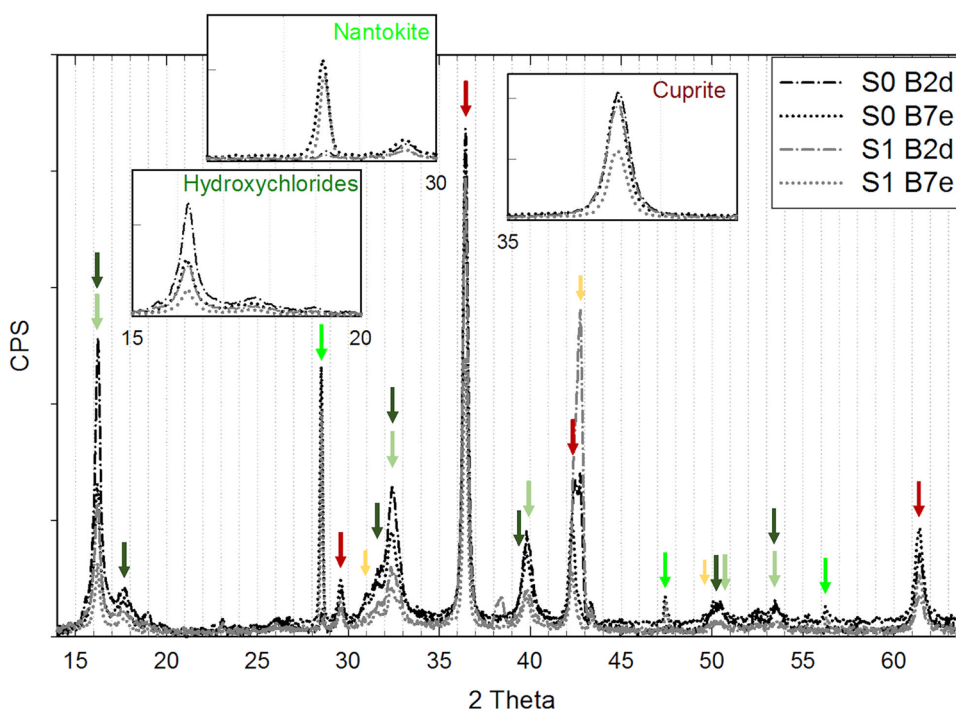 Nantokite
30
Cuprite
35
S0 B2d
S0 B7e
S1 B2d
S1 B7e
Hydroxychlorides
15
20
CPS
15 20 25 30 35 40 45 50 55 60
2 Theta